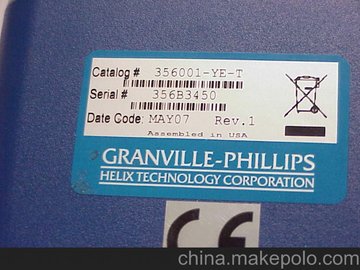 Catalog # 356001-YE-T
Serial # 356B3450
Date Code: MAY07 Rev.1
Assembled in USA
GRANVILLE-PHILLIPS
HELIX TECHNOLOGY CORPORATION
CE
china.makepolo.com